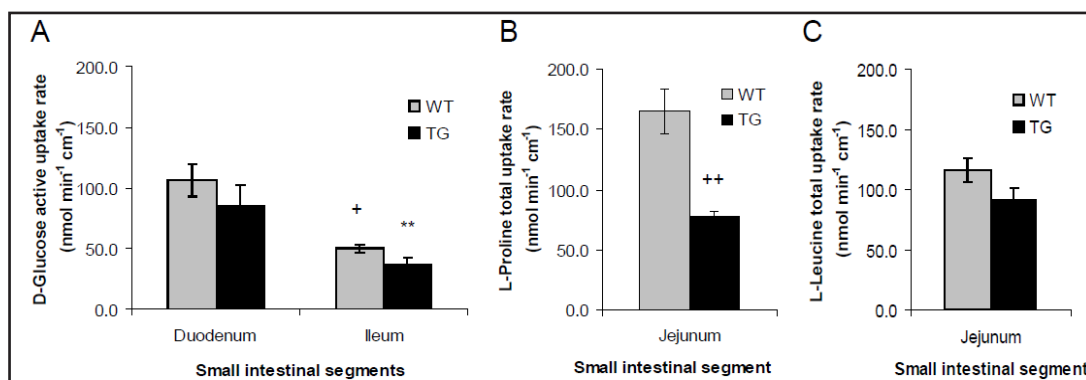 A
D-Glucose active uptake rate
(nmol min⁻¹ cm⁻¹)
200.0
150.0
100.0
50.0
0.0
WT
TG
+
**
Duodenum
Ileum
Small intestinal segments
B
L-Proline total uptake rate
(nmol min⁻¹ cm⁻¹)
200.0
150.0
100.0
50.0
0.0
WT
TG
++
Jejunum
Small intestinal segment
C
L-Leucine total uptake rate
(nmol min⁻¹ cm⁻¹)
200.0
150.0
100.0
50.0
0.0
WT
TG
Jejunum
Small intestinal segment